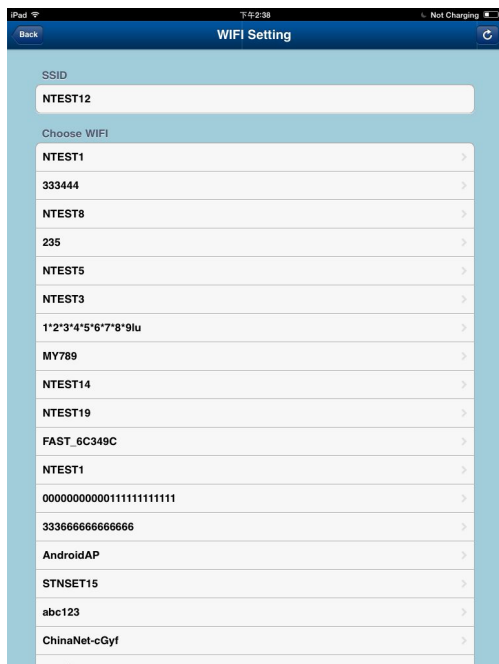 iPad 下午2:38 Not Charging
Back WIFI Setting
SSID
NTEST12
Choose WIFI
NTEST1
333444
NTEST8
235
NTEST5
NTEST3
1*2*3*4*5*6*7*8*9lu
MY789
NTEST14
NTEST19
FAST_6C349C
NTEST1
00000000000111111111111
333666666666666
AndroidAP
STNSET15
abc123
ChinaNet-cGyf